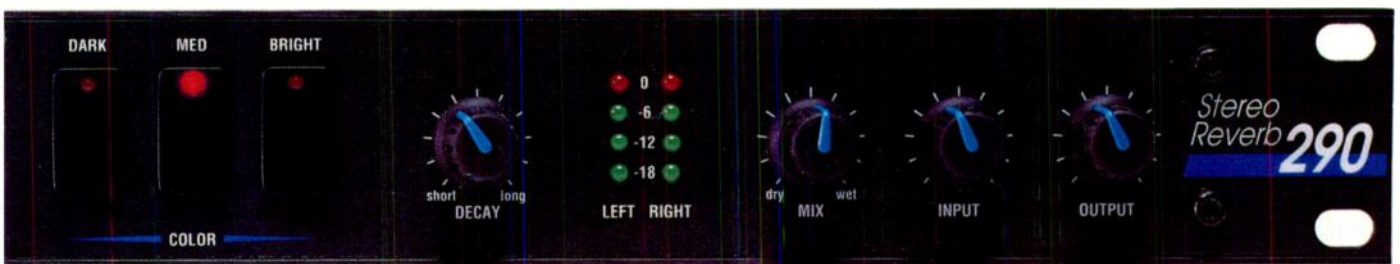 DARK MED BRIGHT
COLOR
short long
DECAY
0
-6
-12
-18
LEFT RIGHT
dry wet
MIX
INPUT
OUTPUT
Stereo
Reverb 290